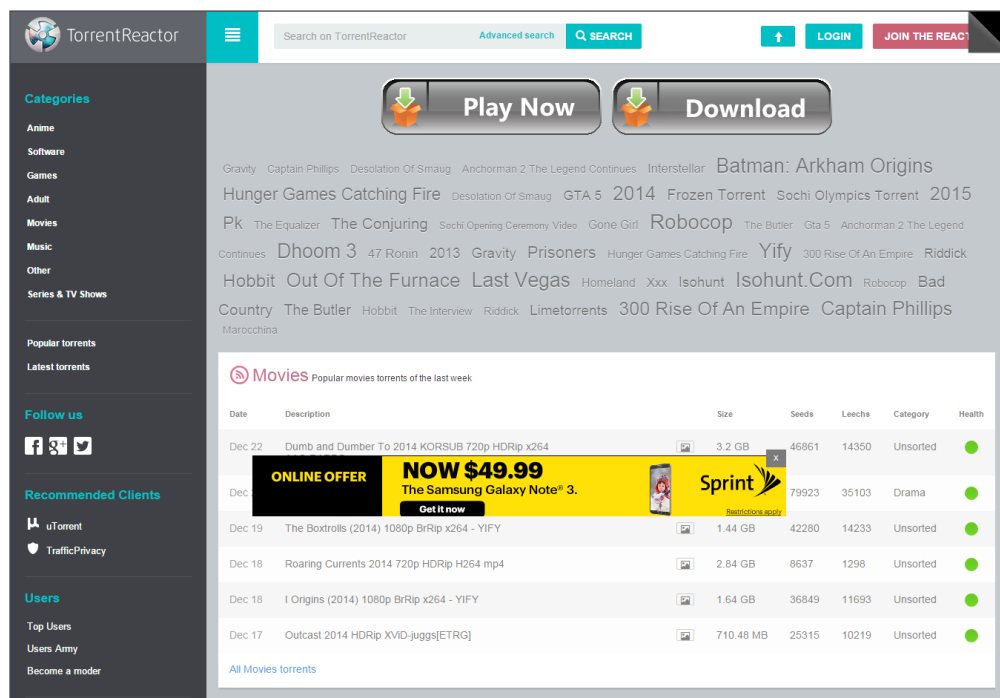 TorrentReactor
Search on TorrentReactor Advanced search SEARCH LOGIN JOIN THE REACT
Categories
Anime
Software
Games
Adult
Movies
Music
Other
Series & TV Shows
Popular torrents
Latest torrents
Follow us
Recommended Clients
uTorrent
TrafficPrivacy
Users
Top Users
Users Army
Become a moder
Play Now Download
Gravity Captain Phillips Desolation Of Smaug Anchorman 2 The Legend Continues Interstellar Batman: Arkham Origins
Hunger Games Catching Fire Desolation Of Smaug GTA 5 2014 Frozen Torrent Sochi Olympics Torrent 2015
Pk The Equalizer The Conjuring Sochi Opening Ceremony Video Gone Girl Robocop The Butler Gta 5 Anchorman 2 The Legend
Continues Dhoom 3 47 Ronin 2013 Gravity Prisoners Hunger Games Catching Fire Yify 300 Rise Of An Empire Riddick
Hobbit Out Of The Furnace Last Vegas Homeland Xxx Isohunt Isohunt.Com Robocop Bad
Country The Butler Hobbit The Interview Riddick Limetorrents 300 Rise Of An Empire Captain Phillips
Marocchina
Movies Popular movies torrents of the last week
Date Description Size Seeds Leechs Category Health
Dec 22 Dumb and Dumber To 2014 KORSUB 720p HDRip x264 3.2 GB 46861 14350 Unsorted
Dec 79923 35103 Drama
X
ONLINE OFFER
NOW $49.99
The Samsung Galaxy Note® 3.
Get it now
Sprint
Restrictions apply
Dec 19 The Boxtrolls (2014) 1080p BrRip x264 - YIFY 1.44 GB 42280 14233 Unsorted
Dec 18 Roaring Currents 2014 720p HDRip H264 mp4 2.84 GB 8637 1298 Unsorted
Dec 18 I Origins (2014) 1080p BrRip x264 - YIFY 1.64 GB 36849 11693 Unsorted
Dec 17 Outcast 2014 HDRip XViD-juggs[ETRG] 710.48 MB 25315 10219 Unsorted
All Movies torrents